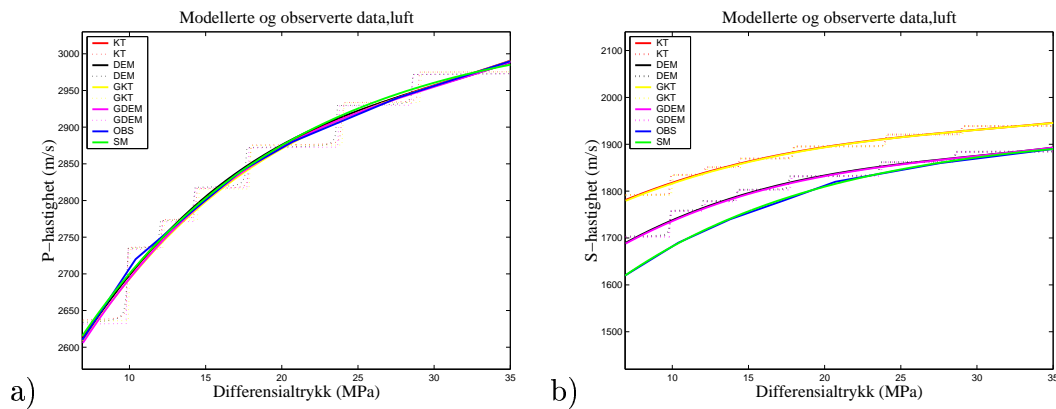 Modellerte og observerte data,luft
KT
KT
DEM
DEM
GKT
GKT
GDEM
GDEM
OBS
SM
3000
2950
2900
2850
2800
2750
2700
2650
2600
P−hastighet (m/s)
10 15 20 25 30 35
Differensialtrykk (MPa)
a)
Modellerte og observerte data,luft
KT
KT
DEM
DEM
GKT
GKT
GDEM
GDEM
OBS
SM
2100
2000
1900
1800
1700
1600
1500
S−hastighet (m/s)
10 15 20 25 30 35
Differensialtrykk (MPa)
b)